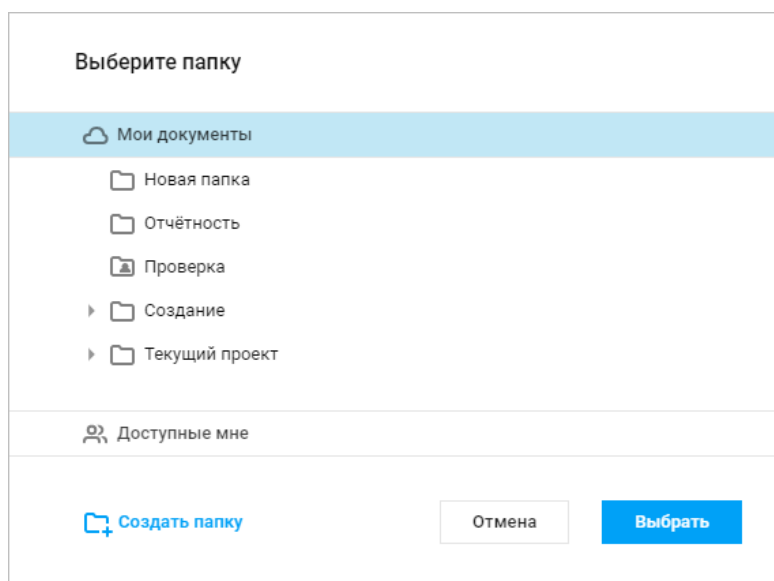 Выберите папку
Мои документы
Новая папка
Отчётность
Проверка
Создание
Текущий проект
Доступные мне
Создать папку
Отмена
Выбрать